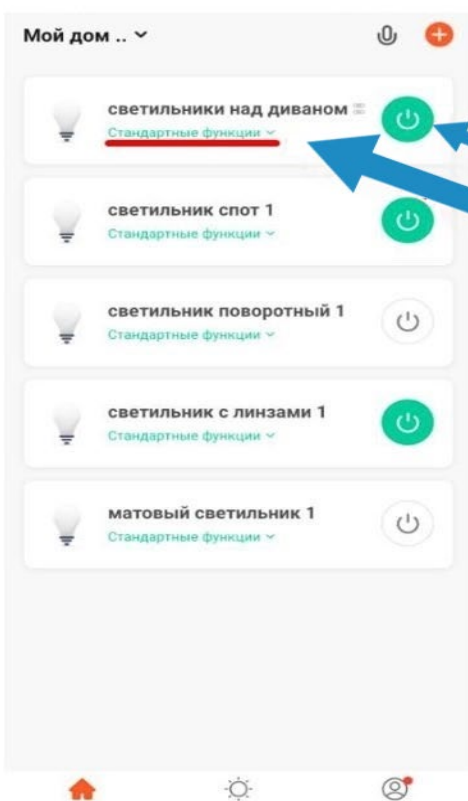 Мой дом ..
светильники над диваном
Стандартные функции
светильник спот 1
Стандартные функции
светильник поворотный 1
Стандартные функции
светильник с линзами 1
Стандартные функции
матовый светильник 1
Стандартные функции